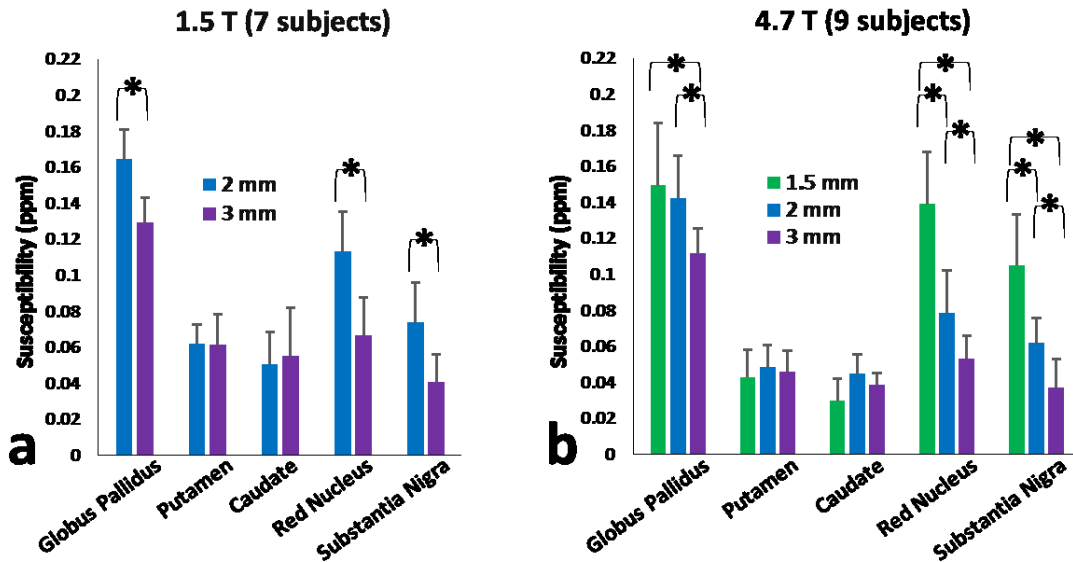 1.5 T (7 subjects)
Susceptibility (ppm)
0.22
0.2
0.18
0.16
0.14
0.12
0.1
0.08
0.06
0.04
0.02
0
*
*
*
2 mm
3 mm
Globus Pallidus
Putamen
Caudate
Red Nucleus
Substantia Nigra
a
4.7 T (9 subjects)
Susceptibility (ppm)
0.22
0.2
0.18
0.16
0.14
0.12
0.1
0.08
0.06
0.04
0.02
0
*
*
*
*
*
*
*
*
1.5 mm
2 mm
3 mm
Globus Pallidus
Putamen
Caudate
Red Nucleus
Substantia Nigra
b